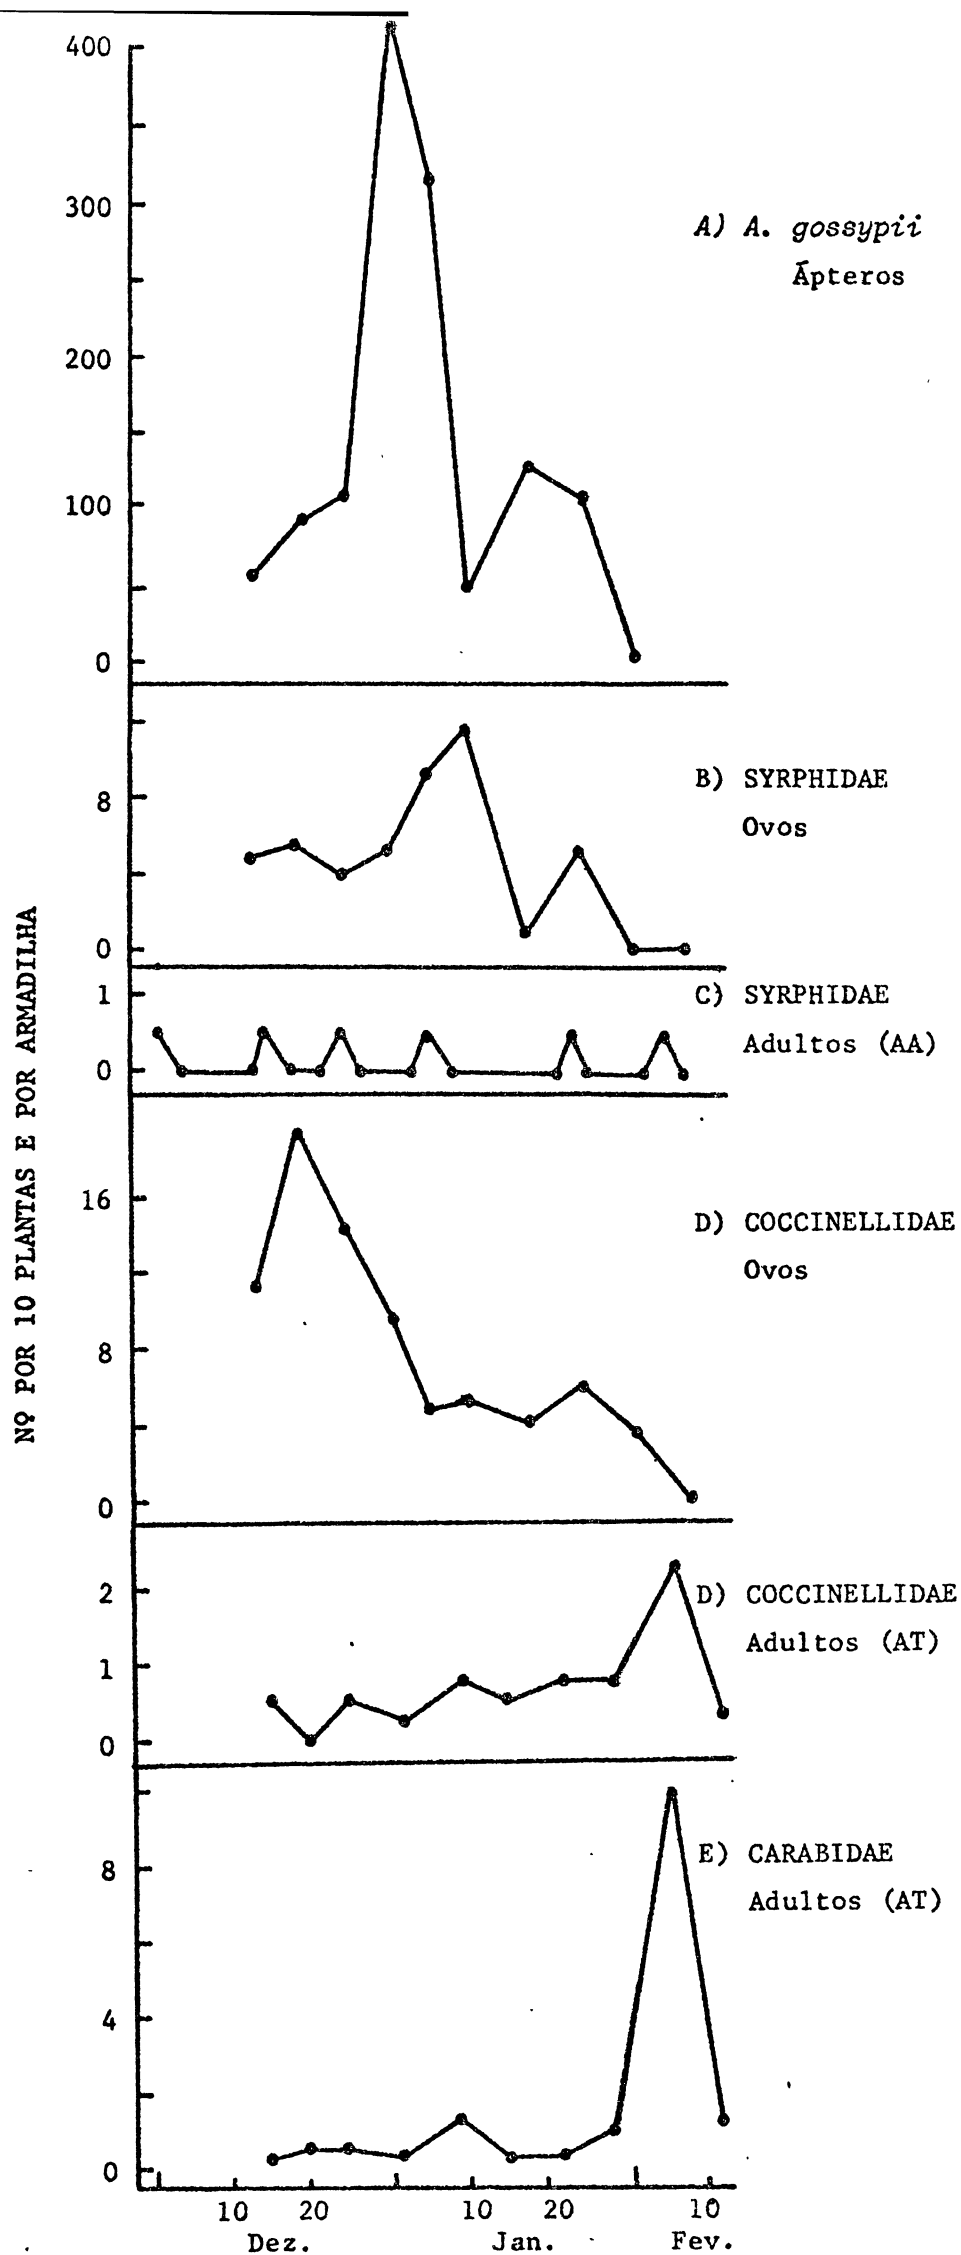 400
300
200
100
0
A) A. gossypii
Ápteros
8
0
B) SYRPHIDAE
Ovos
1
0
C) SYRPHIDAE
Adultos (AA)
16
8
0
D) COCCINELLIDAE
Ovos
2
1
0
D) COCCINELLIDAE
Adultos (AT)
8
4
0
E) CARABIDAE
Adultos (AT)
10 20 10 20 10
Dez. Jan. Fev.
Nº POR 10 PLANTAS E POR ARMADILHA